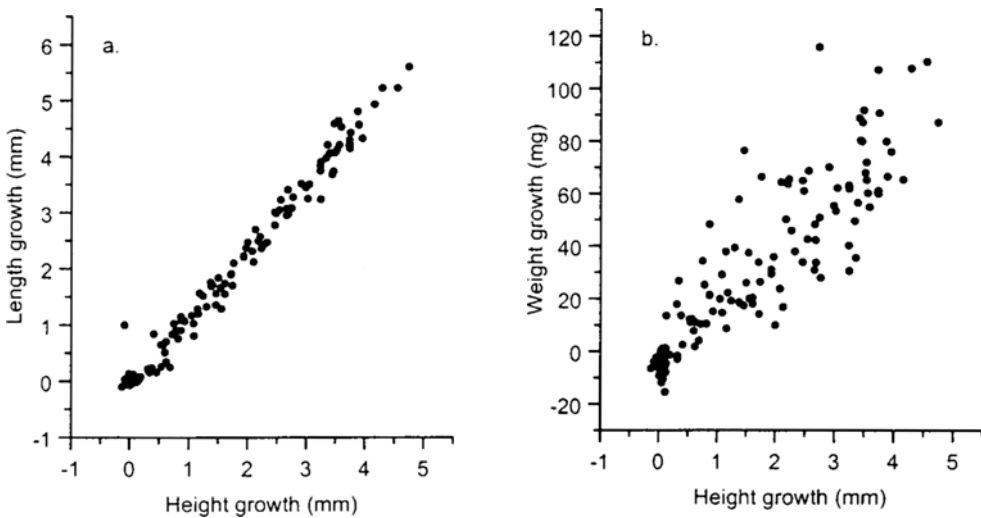 a.
Length growth (mm)
6
5
4
3
2
1
0
-1
-1 0 1 2 3 4 5
Height growth (mm)
b.
Weight growth (mg)
120
100
80
60
40
20
0
-20
-1 0 1 2 3 4 5
Height growth (mm)